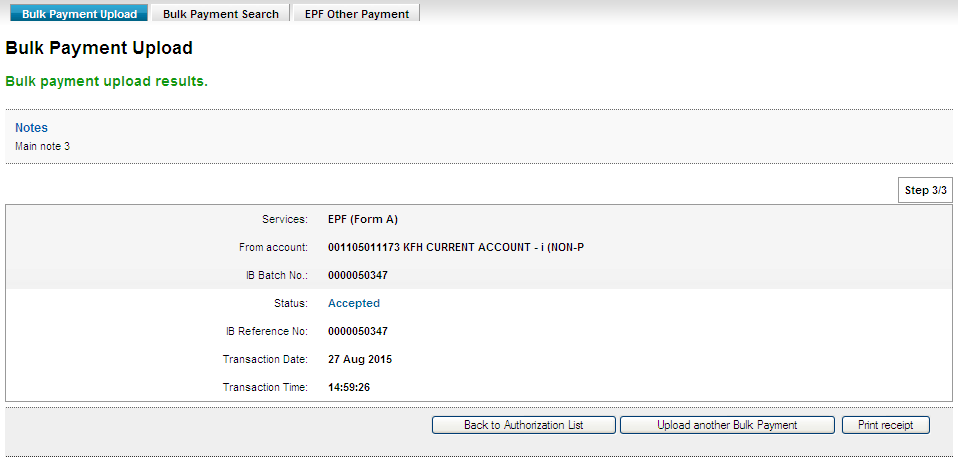 Bulk Payment Upload Bulk Payment Search EPF Other Payment
Bulk Payment Upload
Bulk payment upload results.
Notes
Main note 3
Step 3/3
Services: EPF (Form A)
From account: 001105011173 KFH CURRENT ACCOUNT - i (NON-P
IB Batch No.: 0000050347
Status: Accepted
IB Reference No: 0000050347
Transaction Date: 27 Aug 2015
Transaction Time: 14:59:26
Back to Authorization List Upload another Bulk Payment Print receipt